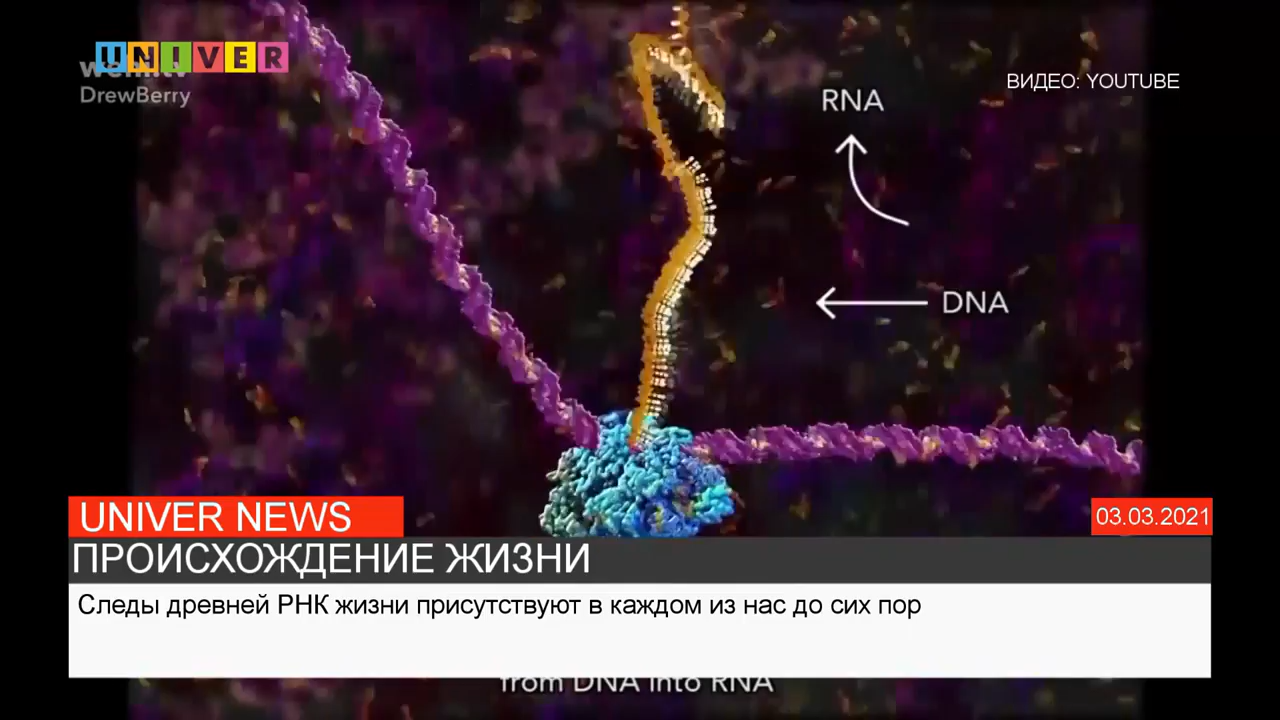 UNIVER
DrewBerry
ВИДЕО: YOUTUBE
RNA
DNA
UNIVER NEWS
03.03.2021
ПРОИСХОЖДЕНИЕ ЖИЗНИ
Следы древней РНК жизни присутствуют в каждом из нас до сих пор
from DNA into RNA